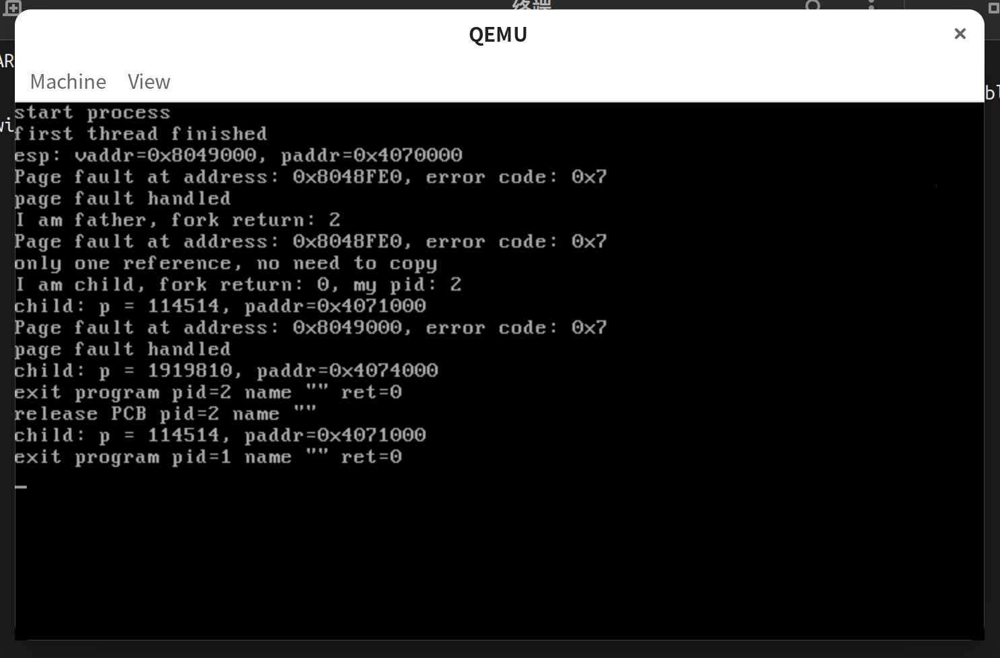 终端
QEMU
Machine View
start process
first thread finished
esp: vaddr=0x8049000, paddr=0x4070000
Page fault at address: 0x8048FE0, error code: 0x7
page fault handled
I am father, fork return: 2
Page fault at address: 0x8048FE0, error code: 0x7
only one reference, no need to copy
I am child, fork return: 0, my pid: 2
child: p = 114514, paddr=0x4071000
Page fault at address: 0x8049000, error code: 0x7
page fault handled
child: p = 1919810, paddr=0x4074000
exit program pid=2 name "" ret=0
release PCB pid=2 name ""
child: p = 114514, paddr=0x4071000
exit program pid=1 name "" ret=0
_